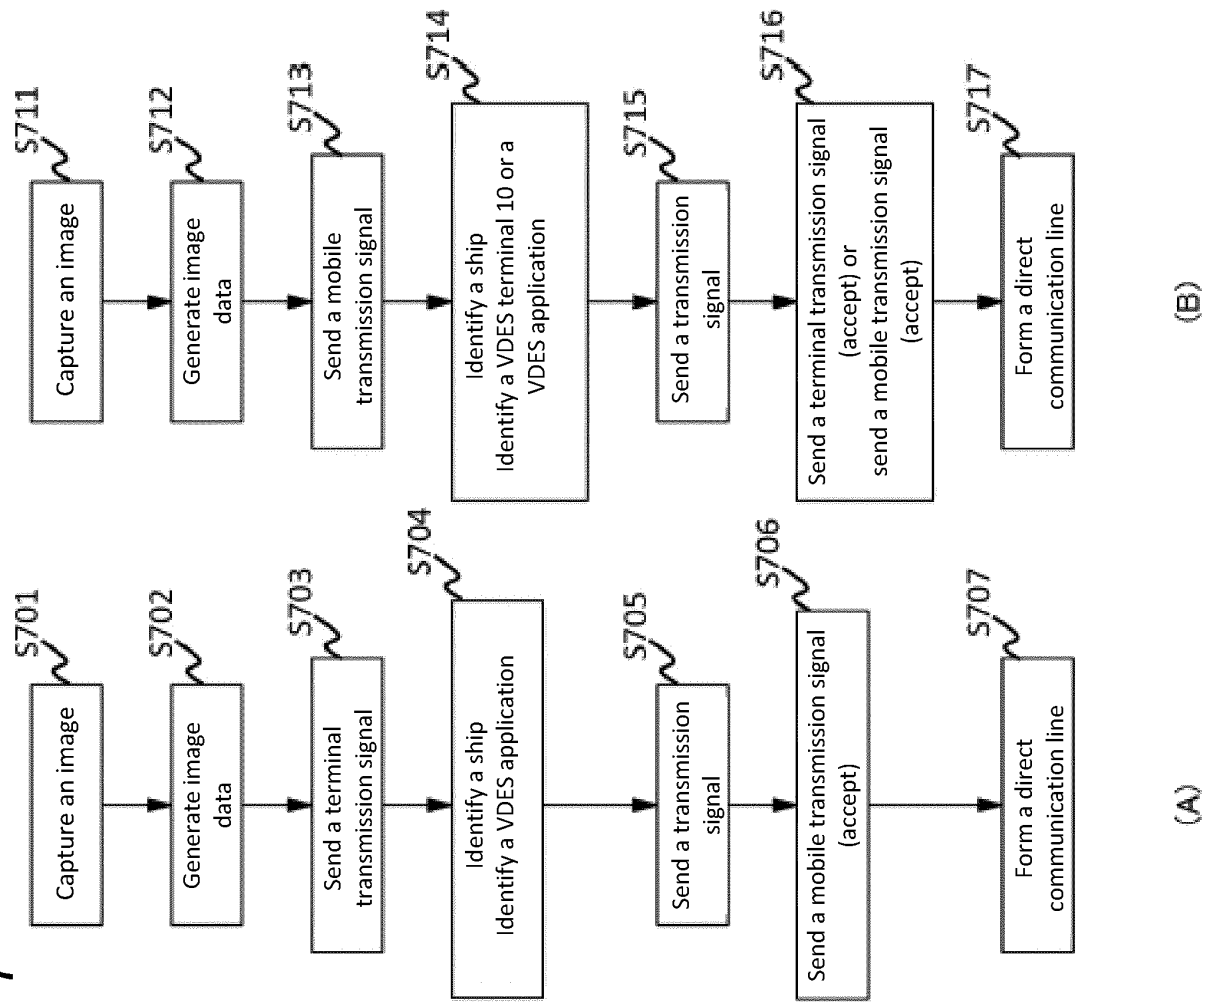 S701
Capture an image
S702
Generate image
data
S703
Send a terminal
transmission signal
S704
Identify a ship
Identify a VDES application
S705
Send a transmission
signal
S706
Send a mobile transmission signal
(accept)
S707
Form a direct
communication line
(A)
S711
Capture an image
S712
Generate image
data
S713
Send a mobile
transmission signal
S714
Identify a ship
Identify a VDES terminal 10 or a
VDES application
S715
Send a transmission
signal
S716
Send a terminal transmission signal
(accept) or
send a mobile transmission signal
(accept)
S717
Form a direct
communication line
(B)